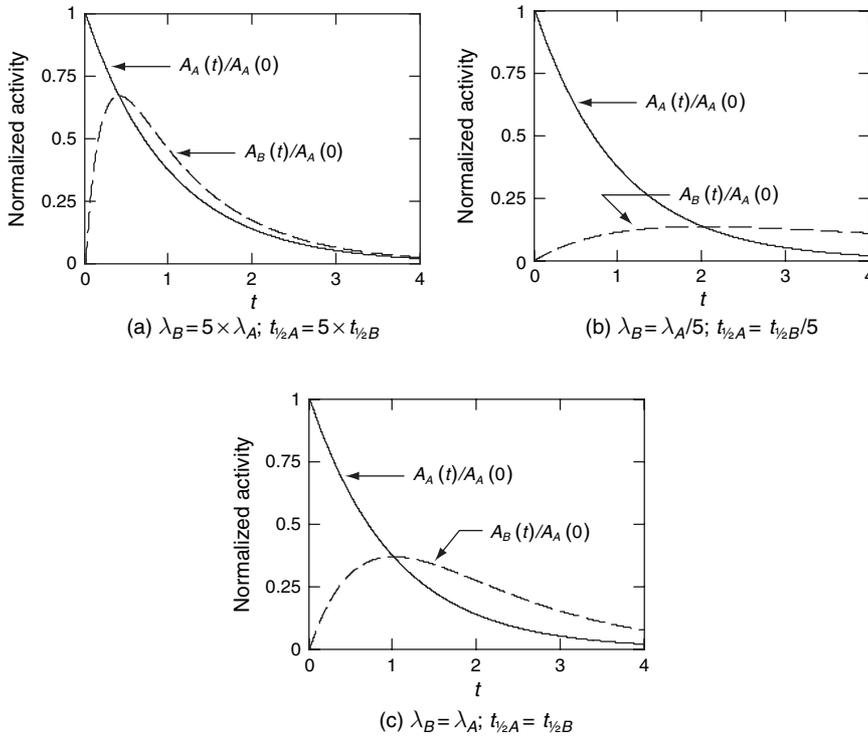 Normalized activity
1
0.75
0.5
0.25
0
A_A(t)/A_A(0)
A_B(t)/A_A(0)
0 1 2 3 4
t
(a) λ_B = 5 × λ_A; t_½A = 5 × t_½B
Normalized activity
1
0.75
0.5
0.25
0
A_A(t)/A_A(0)
A_B(t)/A_A(0)
0 1 2 3 4
t
(b) λ_B = λ_A/5; t_½A = t_½B/5
Normalized activity
1
0.75
0.5
0.25
0
A_A(t)/A_A(0)
A_B(t)/A_A(0)
0 1 2 3 4
t
(c) λ_B = λ_A; t_½A = t_½B